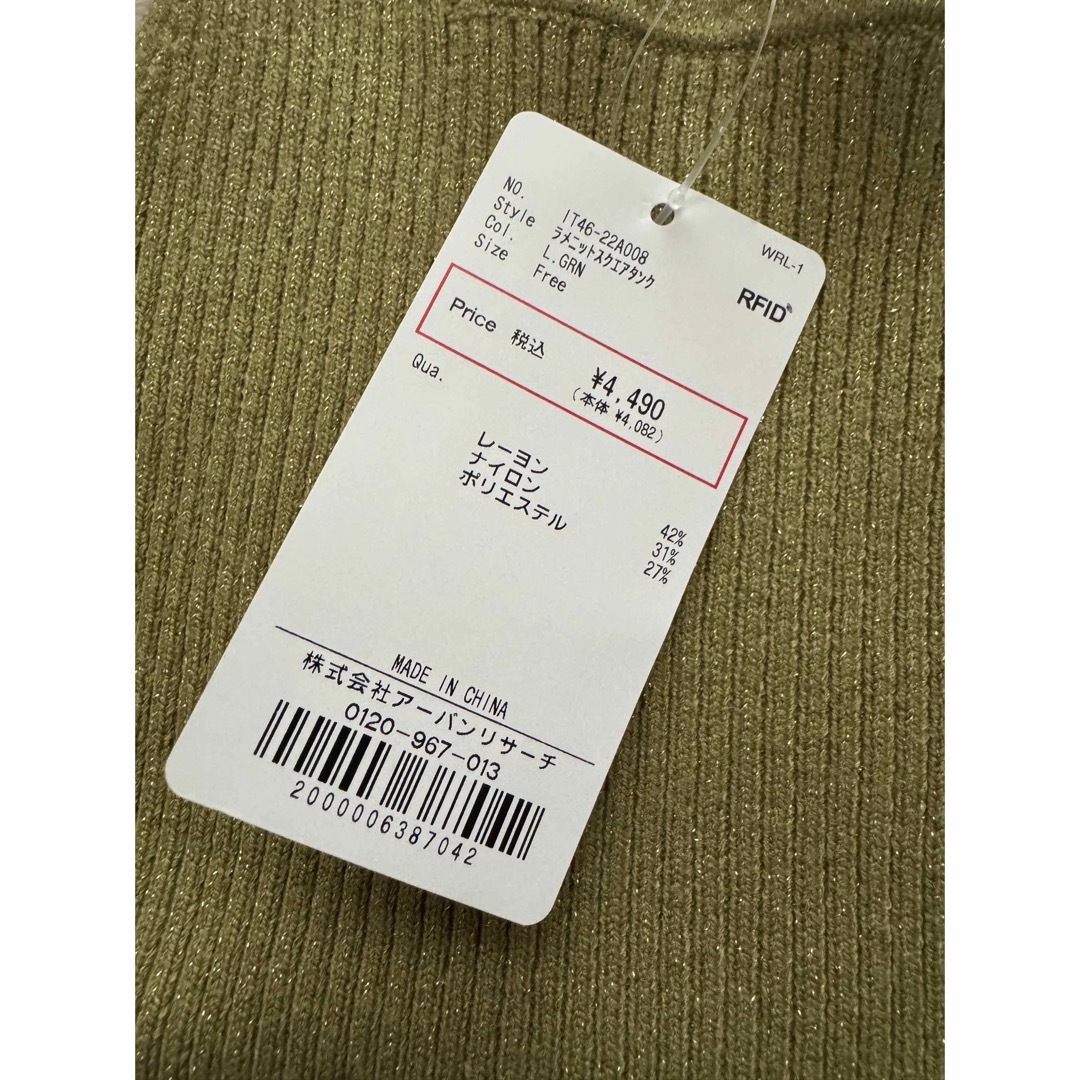 WRL-1
RFID
NO. IT46-22A008
Style ラメニットスクエアタンク
Col. L.GRN
Size Free
Price 税込 ¥4,490
(本体 ¥4,082)
Qua.
レーヨン 42%
ナイロン 31%
ポリエステル 27%
MADE IN CHINA
株式会社アーバンリサーチ
0120-967-013
2000006387042